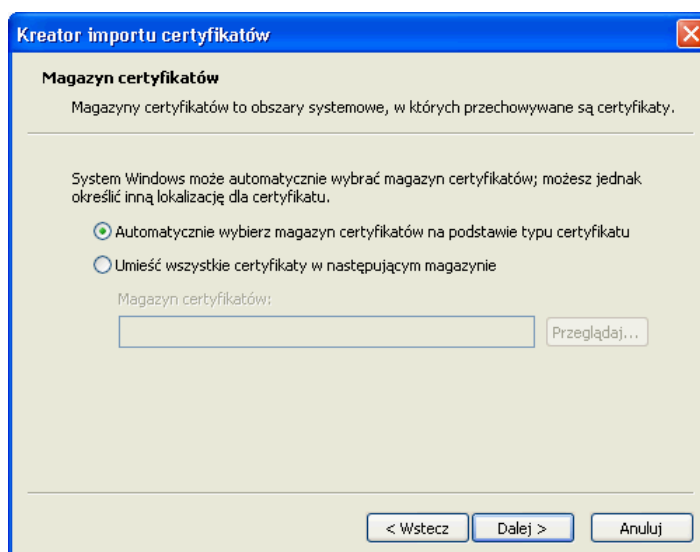 Kreator importu certyfikatów
Magazyn certyfikatów
Magazyny certyfikatów to obszary systemowe, w których przechowywane są certyfikaty.
System Windows może automatycznie wybrać magazyn certyfikatów; możesz jednak
określić inną lokalizację dla certyfikatu.
Automatycznie wybierz magazyn certyfikatów na podstawie typu certyfikatu
Umieść wszystkie certyfikaty w następującym magazynie
Magazyn certyfikatów:
Przeglądaj...
< Wstecz Dalej > Anuluj